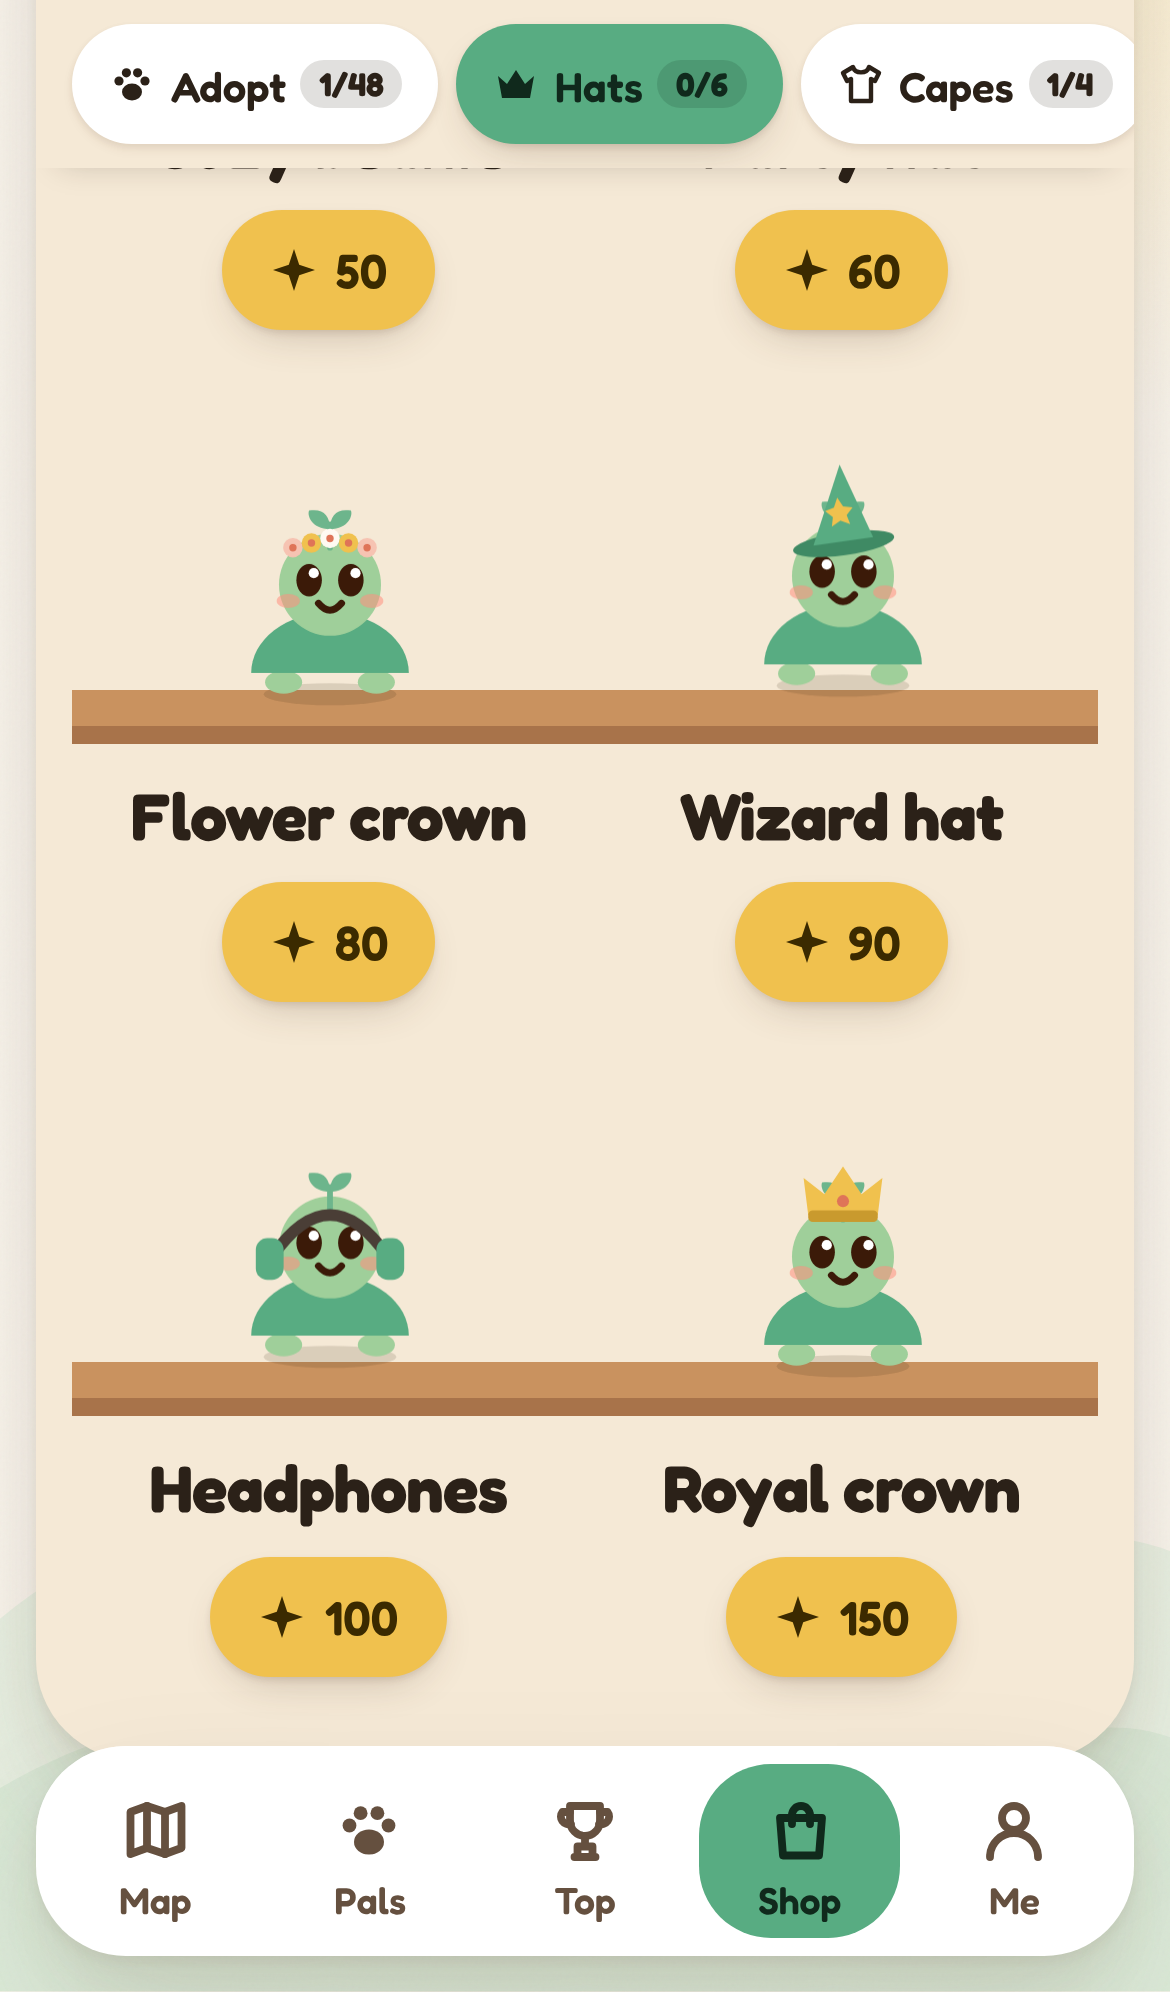 Adopt 1/48 Hats 0/6 Capes 1/4
50 60
Flower crown Wizard hat
80 90
Headphones Royal crown
100 150
Map Pals Top Shop Me